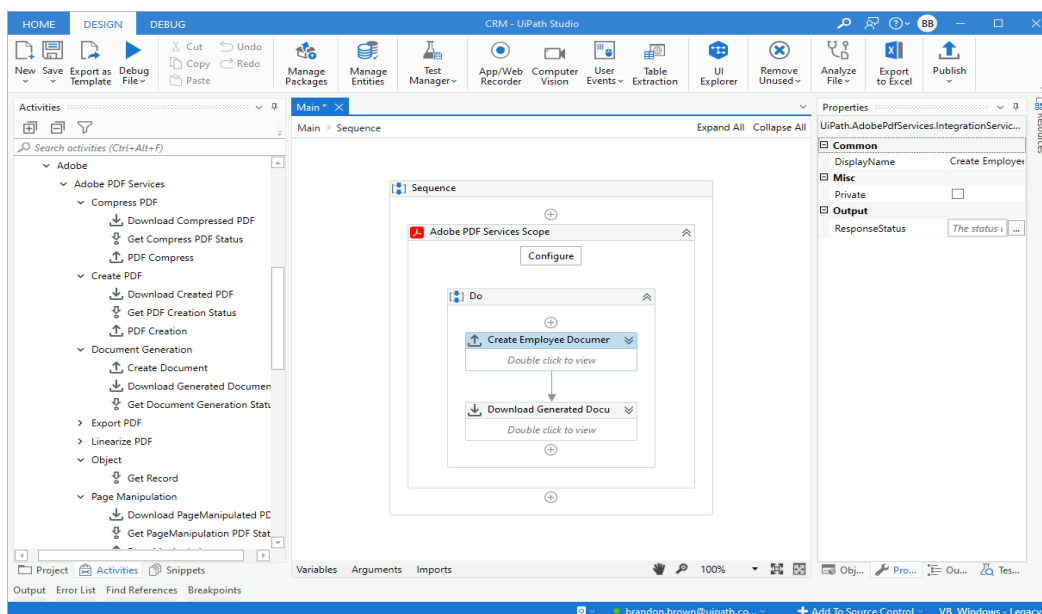 HOME DESIGN DEBUG CRM - UiPath Studio BB
New Save Export as Template Debug File Cut Copy Paste Undo Redo Manage Packages Manage Entities Test Manager App/Web Recorder Computer Vision User Events Table Extraction UI Explorer Remove Unused Analyze File Export to Excel Publish
Activities
Search activities (Ctrl+Alt+F)
Adobe
Adobe PDF Services
Compress PDF
Download Compressed PDF
Get Compress PDF Status
PDF Compress
Create PDF
Download Created PDF
Get PDF Creation Status
PDF Creation
Document Generation
Create Document
Download Generated Documen
Get Document Generation Statu
Export PDF
Linearize PDF
Object
Get Record
Page Manipulation
Download PageManipulated PD
Get PageManipulation PDF Stat
Project Activities Snippets
Main *
Main > Sequence Expand All Collapse All
Sequence
Adobe PDF Services Scope
Configure
Do
Create Employee Documer
Double click to view
Download Generated Docu
Double click to view
Variables Arguments Imports 100%
Properties
UiPath.AdobePdfServices.IntegrationServic...
Common
DisplayName Create Employee
Misc
Private
Output
ResponseStatus The status ...
Obj... Pro... Ou... Tes...
Resources
Output Error List Find References Breakpoints
brandon.brown@uipath.co... Add To Source Control VB Windows - Legacy